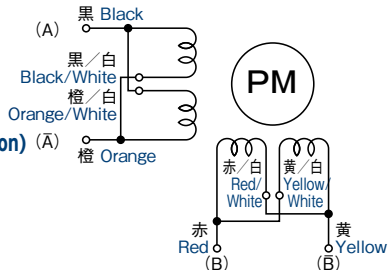 黒 Black
(A)
黒／白
Black/White
橙／白
Orange/White
on) (Ā)
橙 Orange
PM
赤／白 黄／白
Red/ Yellow/
White White
赤 黄
Red Yellow
(B) (B̄)